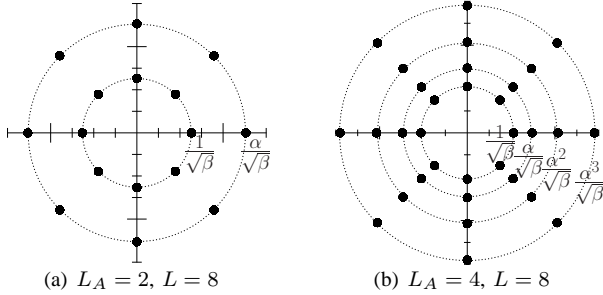 1/√β
α/√β
1/√β
α/√β
α²/√β
α³/√β
(a) L_A = 2, L = 8
(b) L_A = 4, L = 8